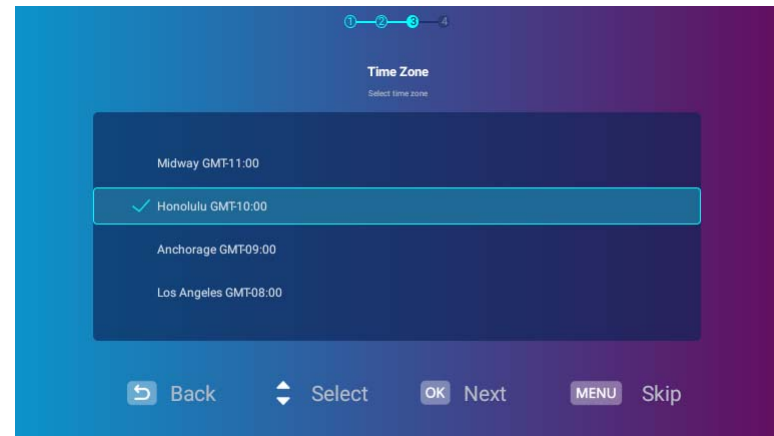 1 2 3 4
Time Zone
Select time zone
Midway GMT-11:00
Honolulu GMT-10:00
Anchorage GMT-09:00
Los Angeles GMT-08:00
Back Select OK Next MENU Skip